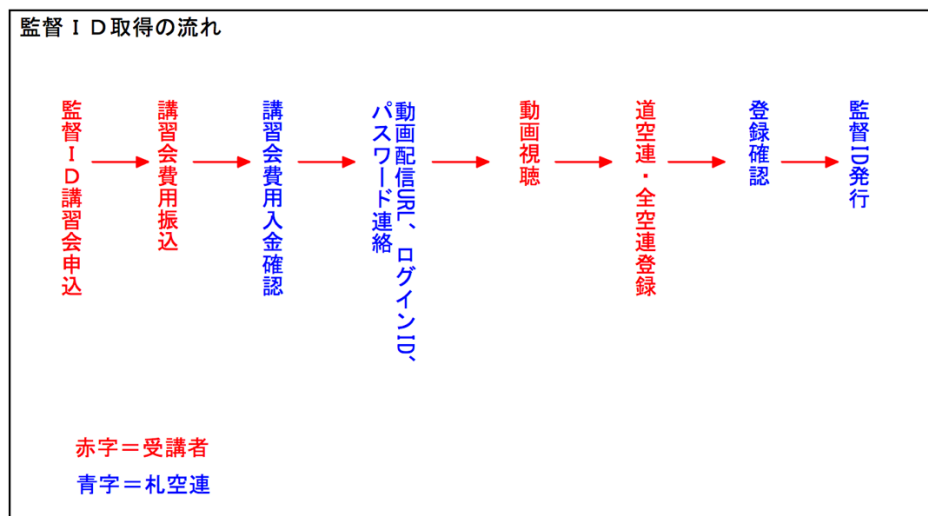 監督ＩＤ取得の流れ
監督ＩＤ講習会申込
講習会費用振込
講習会費用入金確認
動画配信URL、ログインID、
パスワード連絡
動画視聴
道空連・全空連登録
登録確認
監督ID発行
赤字＝受講者
青字＝札空連